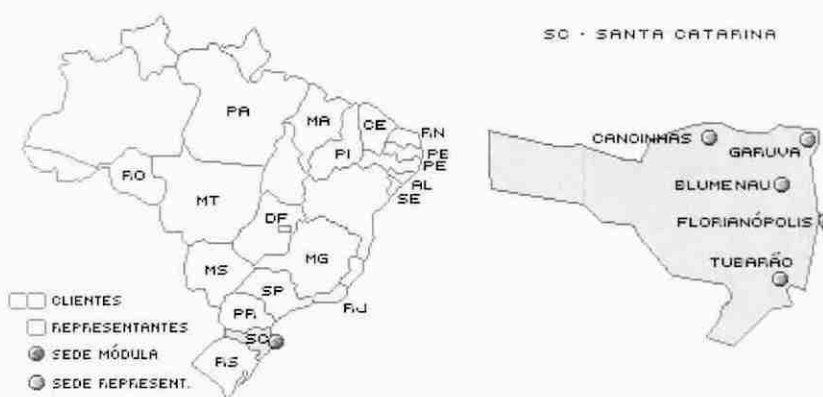 SC - SANTA CATARINA
PA
MA
CE
RN
PI
PE
PE
AL
SE
RO
MT
DF
MG
MS
SP
RJ
PR
SC
RS
CLIENTES
REPRESENTANTES
SEDE MÓDULA
SEDE REPRESENT.
CANOINHAS
GARUVA
BLUMENAU
FLORIANÓPOLIS
TUBARÃO